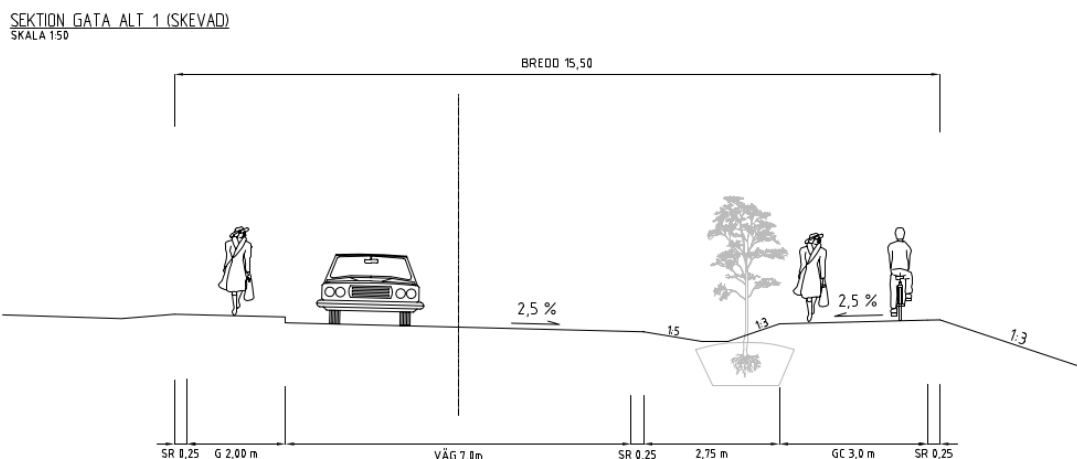 SEKTION GATA ALT 1 (SKEVAD)
SKALA 1:50
BREDD 15,50
2,5 %
2,5 %
1:5
1:3
1:3
SR 0,25
G 2,00 m
VÄG 7,0m
SR 0,25
2,75 m
GC 3,0 m
SR 0,25